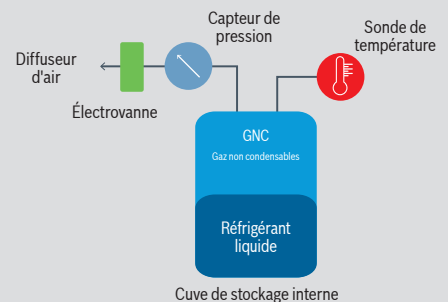 Capteur de
pression
Sonde de
température
Diffuseur
d'air
Électrovanne
GNC
Gaz non condensables
Réfrigérant
liquide
Cuve de stockage interne